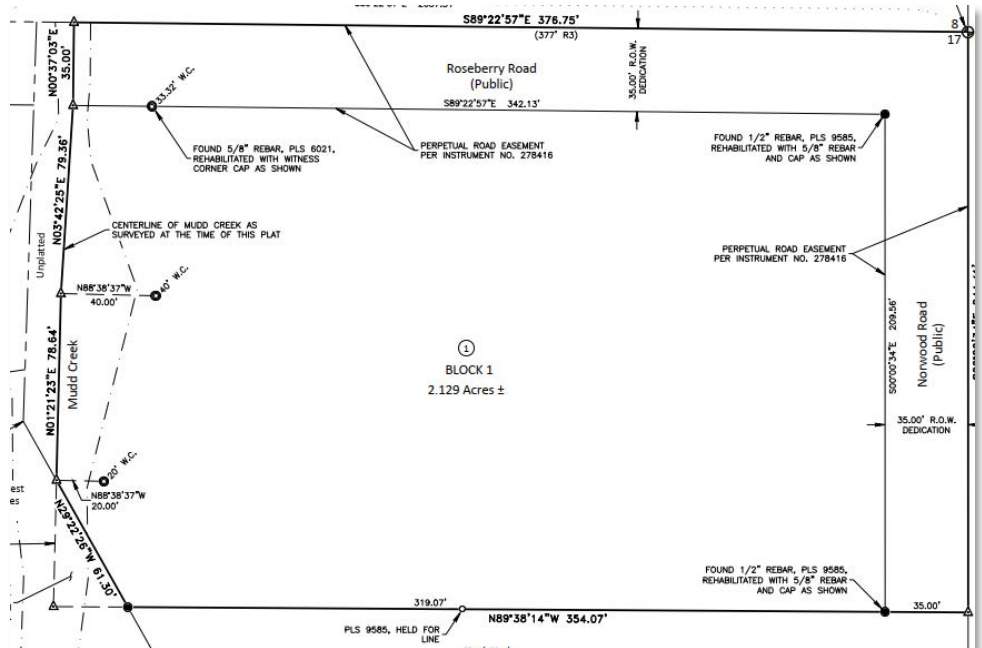 S89°22'57"E 376.75'
(377' R3)
8
17
N00°37'03"E
35.00'
33.32' W.C.
Roseberry Road
(Public)
35.00' R.O.W.
DEDICATION
S89°22'57"E 342.13'
FOUND 5/8" REBAR, PLS 6021,
REHABILITATED WITH WITNESS
CORNER CAP AS SHOWN
PERPETUAL ROAD EASEMENT
PER INSTRUMENT NO. 278416
FOUND 1/2" REBAR, PLS 9585,
REHABILITATED WITH 5/8" REBAR
AND CAP AS SHOWN
N03°42'25"E 79.36'
CENTERLINE OF MUDD CREEK AS
SURVEYED AT THE TIME OF THIS PLAT
Unplatted
PERPETUAL ROAD EASEMENT
PER INSTRUMENT NO. 278416
N88°38'37"W
40.00'
40' W.C.
N01°21'23"E 78.64'
Mudd Creek
1
BLOCK 1
2.129 Acres ±
S00°00'34"E 209.56'
Norwood Road
(Public)
35.00' R.O.W.
DEDICATION
20' W.C.
N88°38'37"W
20.00'
est
es
N29°22'26"W 61.30'
FOUND 1/2" REBAR, PLS 9585,
REHABILITATED WITH 5/8" REBAR
AND CAP AS SHOWN
319.07'
35.00'
N89°38'14"W 354.07'
PLS 9585, HELD FOR
LINE